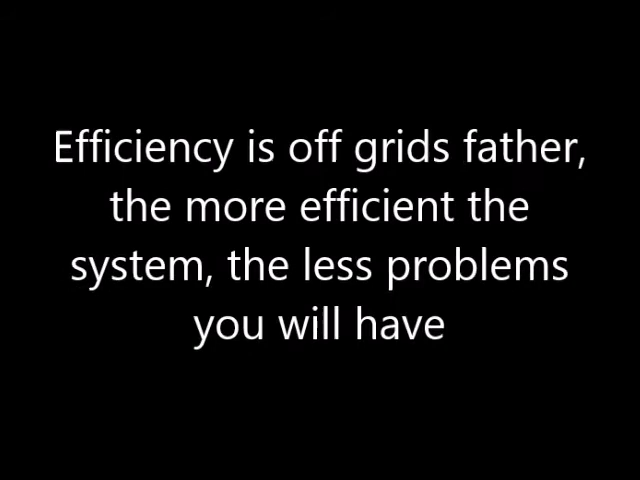 Efficiency is off grids father,
the more efficient the
system, the less problems
you will have